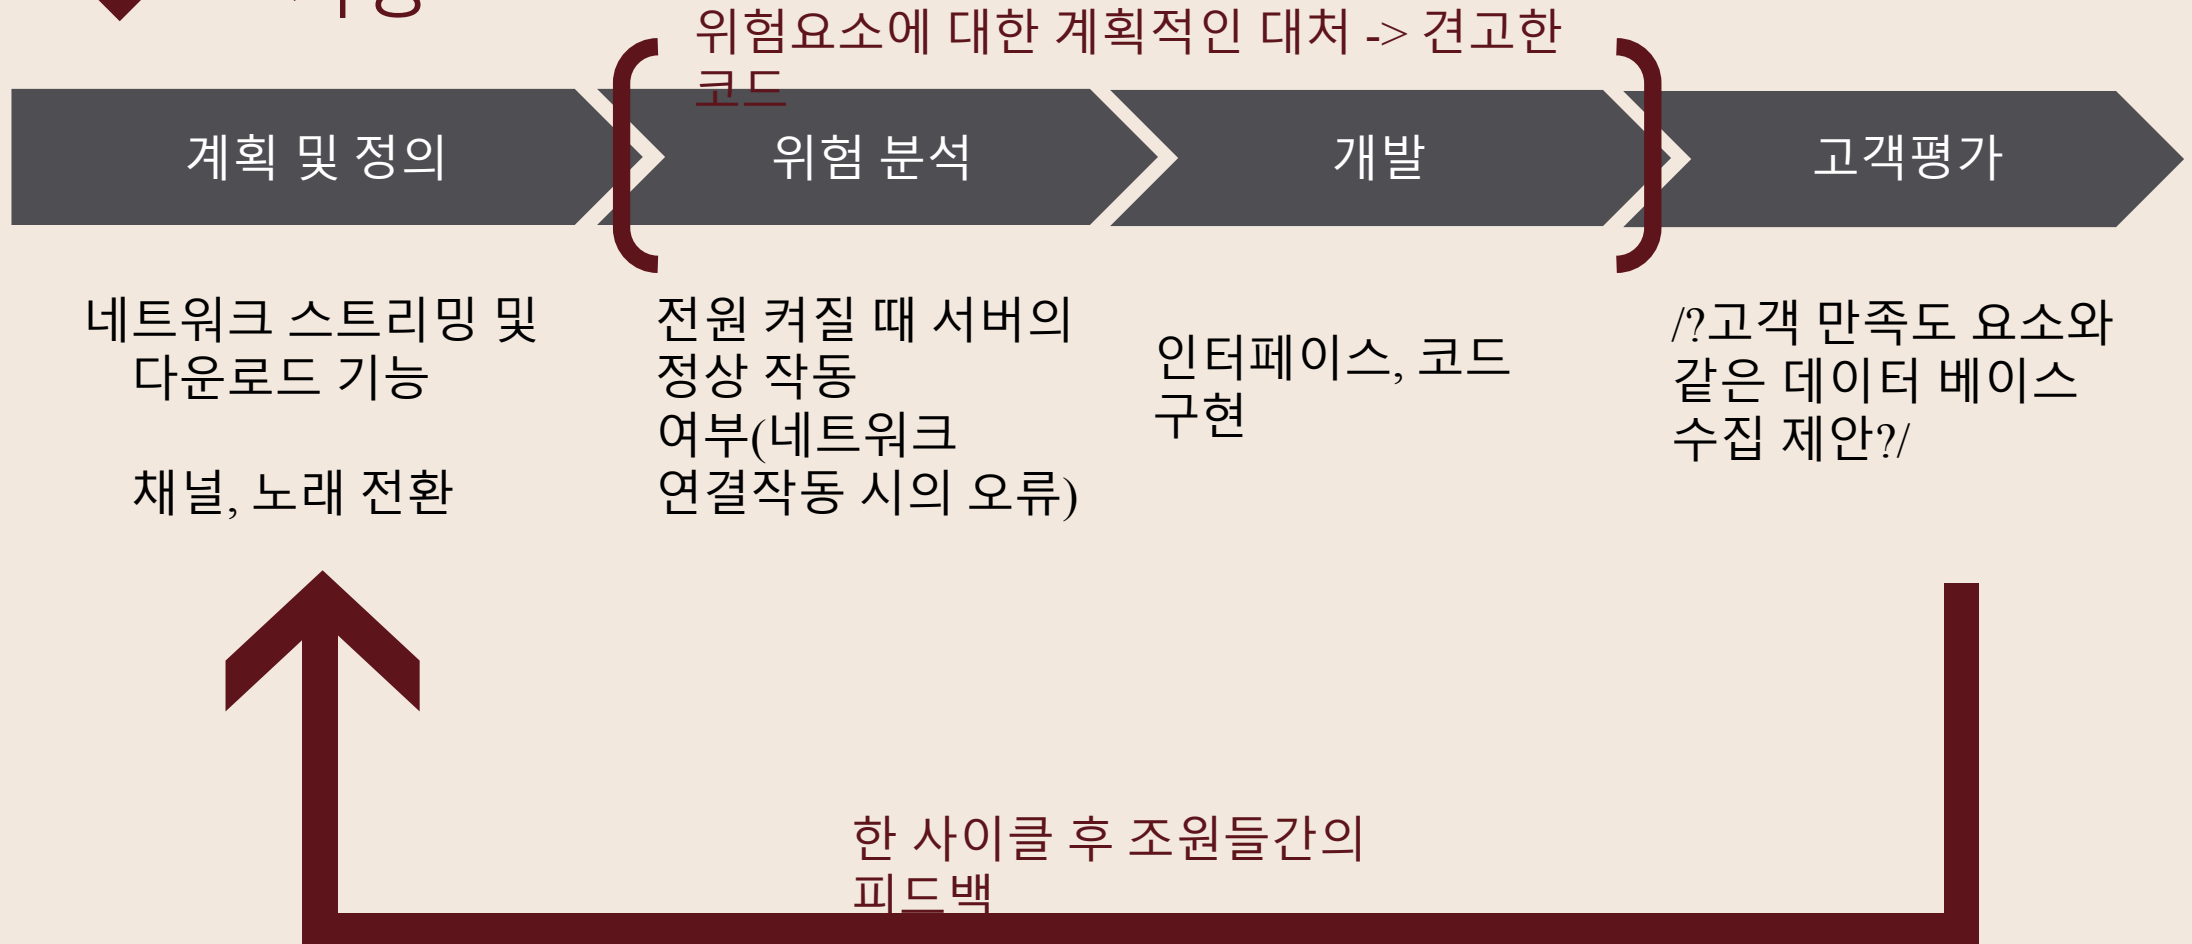 위험요소에 대한 계획적인 대처 -> 견고한
코드
계획 및 정의
위험 분석
개발
고객평가
네트워크 스트리밍 및
다운로드 기능
채널, 노래 전환
전원 켜질 때 서버의
정상 작동
여부(네트워크
연결작동 시의 오류)
인터페이스, 코드
구현
/?고객 만족도 요소와
같은 데이터 베이스
수집 제안?/
한 사이클 후 조원들간의
피드백